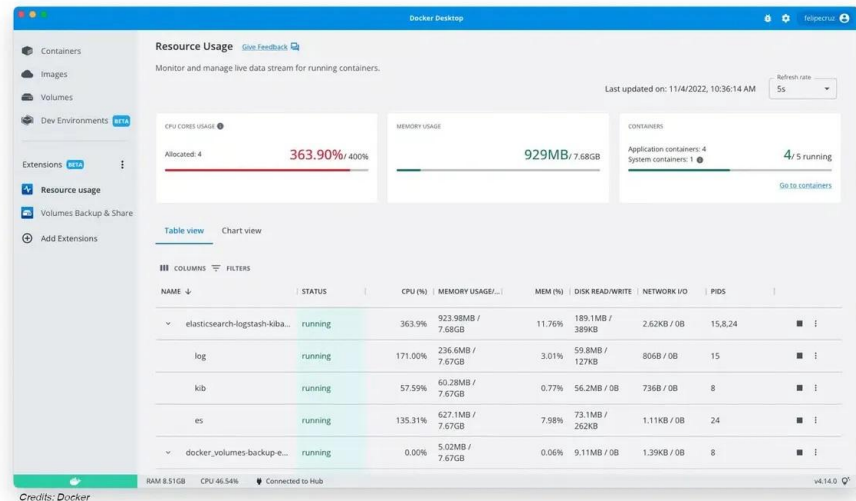 Docker Desktop
felipecruz
Containers
Images
Volumes
Dev Environments BETA
Extensions BETA
Resource usage
Volumes Backup & Share
Add Extensions
Resource Usage Give Feedback
Monitor and manage live data stream for running containers.
Last updated on: 11/4/2022, 10:36:14 AM
Refresh rate
5s
CPU CORES USAGE
Allocated: 4
363.90% / 400%
MEMORY USAGE
929MB / 7.68GB
CONTAINERS
Application containers: 4
System containers: 1
4 / 5 running
Go to containers
Table view Chart view
COLUMNS FILTERS
NAME STATUS CPU (%) MEMORY USAGE/... MEM (%) DISK READ/WRITE NETWORK I/O PIDS
elasticsearch-logstash-kiba... running 363.9% 923.98MB / 7.68GB 11.76% 189.1MB / 389KB 2.62KB / 0B 15,8,24
log running 171.00% 236.6MB / 7.67GB 3.01% 59.8MB / 127KB 806B / 0B 15
kib running 57.59% 60.28MB / 7.67GB 0.77% 56.2MB / 0B 736B / 0B 8
es running 135.31% 627.1MB / 7.67GB 7.98% 73.1MB / 262KB 1.11KB / 0B 24
docker_volumes-backup-e... running 0.00% 5.02MB / 7.67GB 0.06% 9.11MB / 0B 1.39KB / 0B 8
RAM 8.51GB CPU 46.54% Connected to Hub
v4.14.0
Credits: Docker